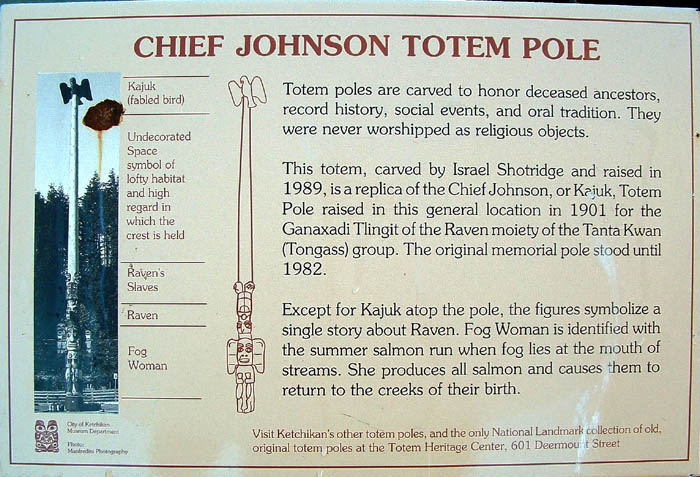 CHIEF JOHNSON TOTEM POLE
Kajuk
(fabled bird)
Undecorated
Space
symbol of
lofty habitat
and high
regard in
which the
crest is held
Raven's
Slaves
Raven
Fog
Woman
Totem poles are carved to honor deceased ancestors,
record history, social events, and oral tradition. They
were never worshipped as religious objects.
This totem, carved by Israel Shotridge and raised in
1989, is a replica of the Chief Johnson, or Kajuk, Totem
Pole raised in this general location in 1901 for the
Ganaxadi Tlingit of the Raven moiety of the Tanta Kwan
(Tongass) group. The original memorial pole stood until
1982.
Except for Kajuk atop the pole, the figures symbolize a
single story about Raven. Fog Woman is identified with
the summer salmon run when fog lies at the mouth of
streams. She produces all salmon and causes them to
return to the creeks of their birth.
City of Ketchikan
Museum Department
Photo:
Manfredini Photography
Visit Ketchikan's other totem poles, and the only National Landmark collection of old,
original totem poles at the Totem Heritage Center, 601 Deermount Street